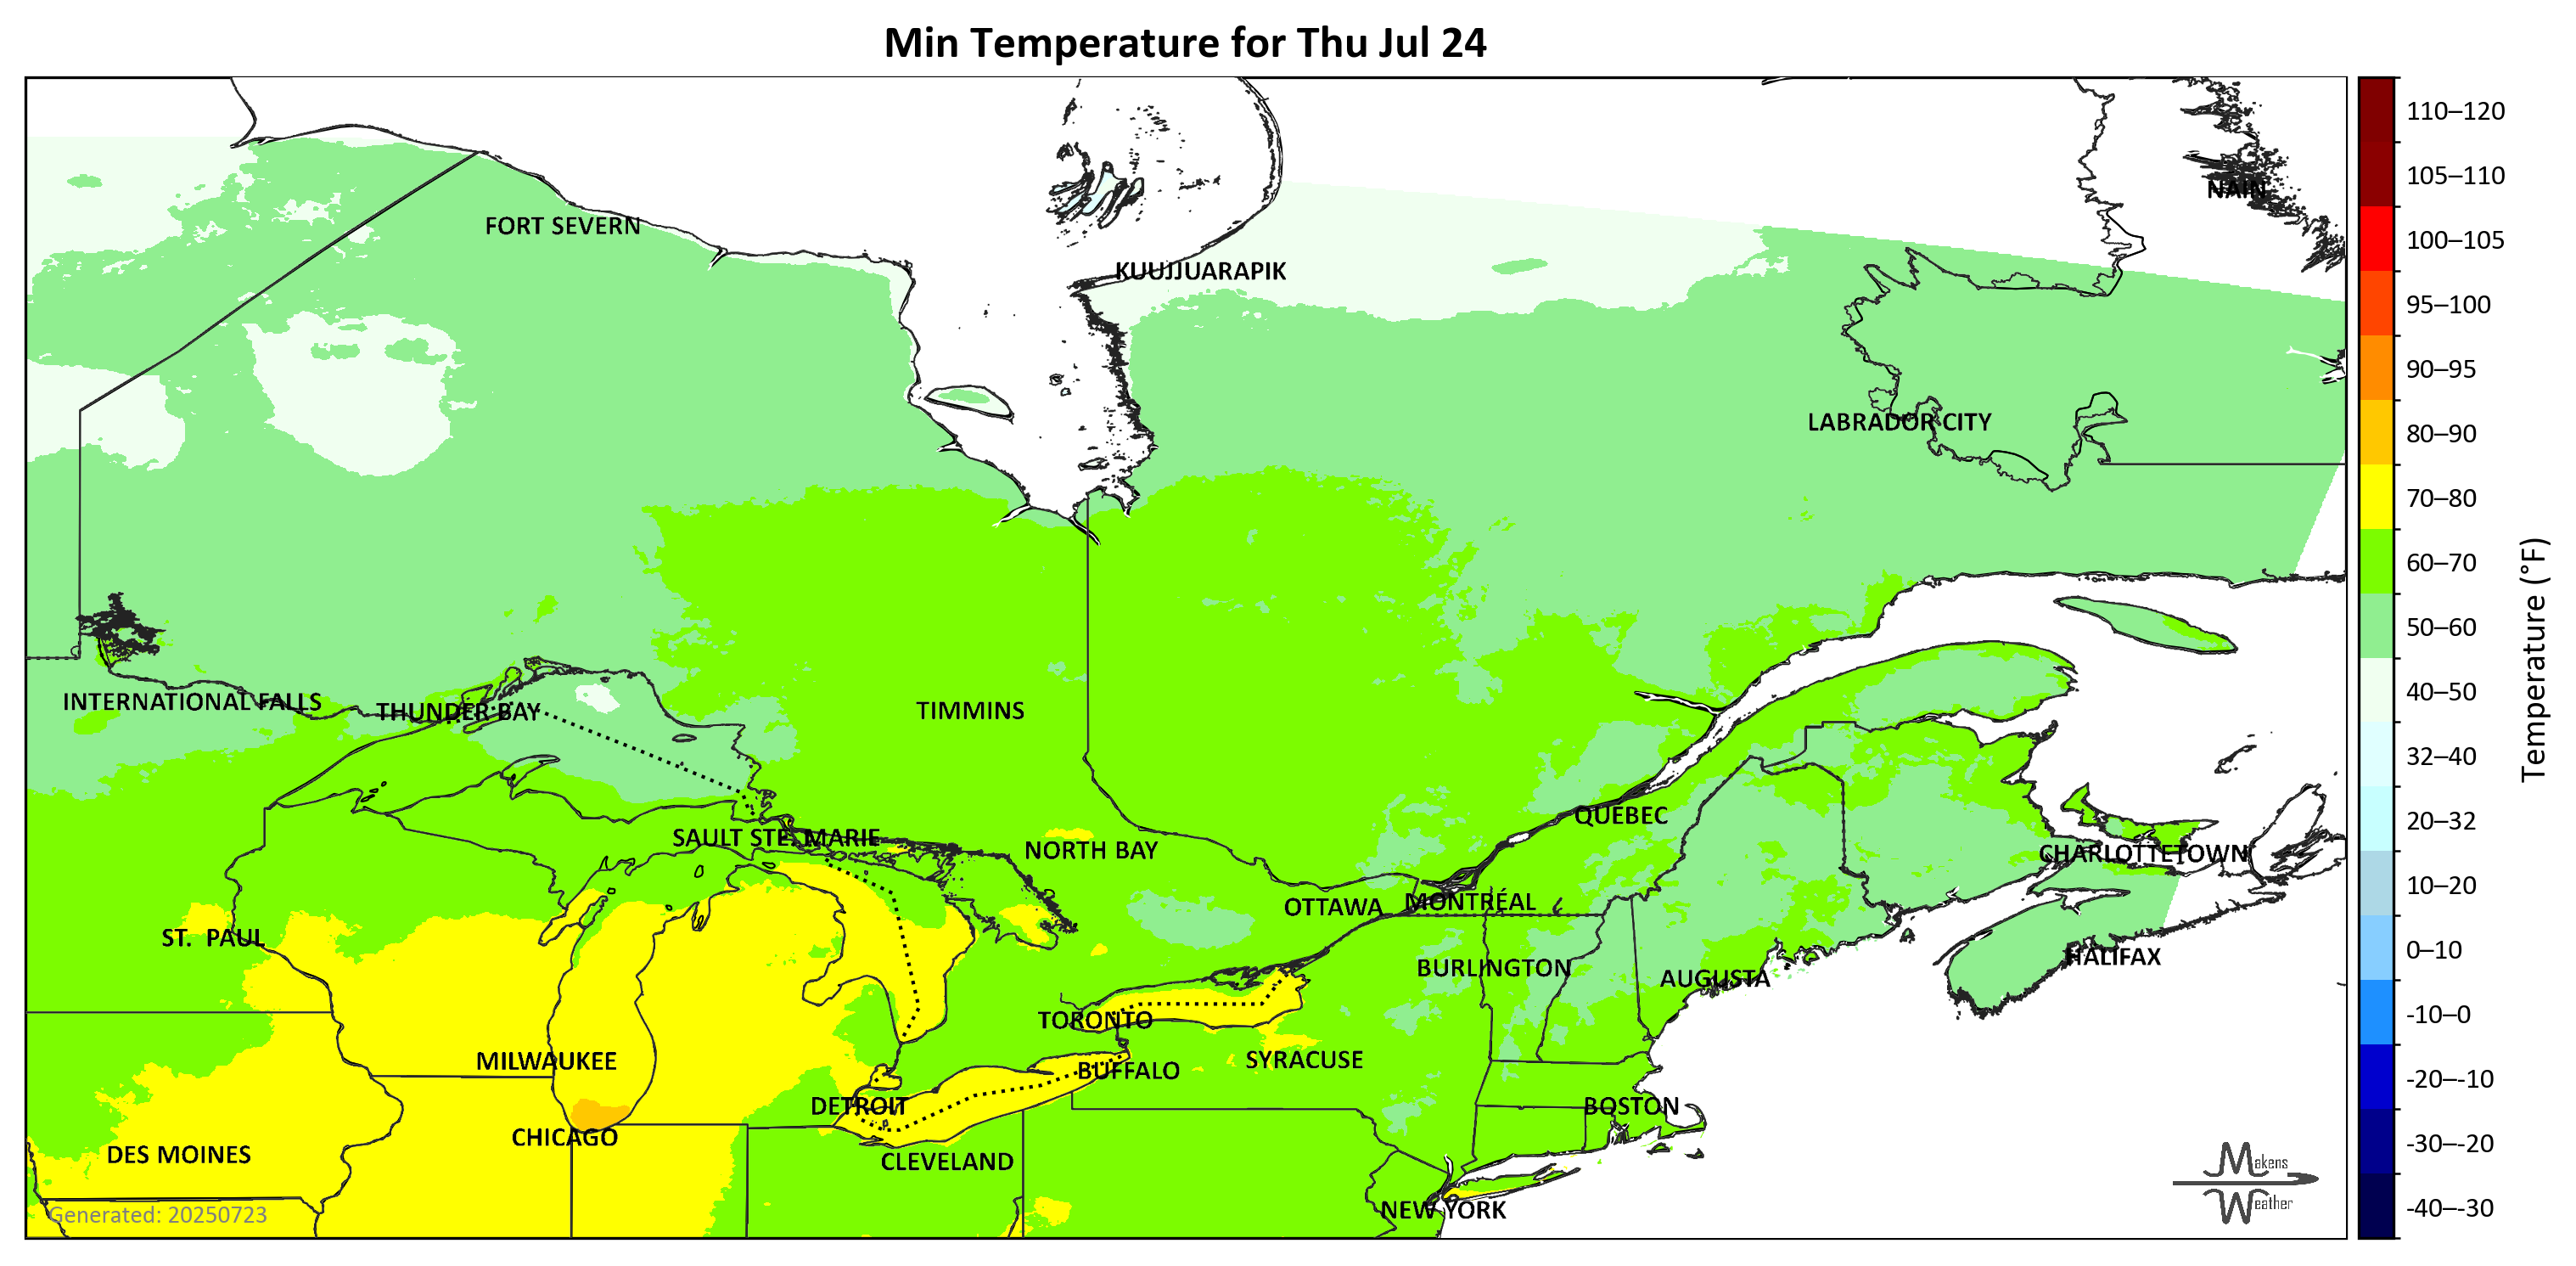 Min Temperature for Thu Jul 24
NAIN
FORT SEVERN
KUUJJUARAPIK
LABRADOR CITY
INTERNATIONAL FALLS
THUNDER BAY
TIMMINS
QUÉBEC
SAULT STE. MARIE
NORTH BAY
CHARLOTTETOWN
OTTAWA
MONTRÉAL
ST. PAUL
HALIFAX
BURLINGTON
AUGUSTA
TORONTO
MILWAUKEE
SYRACUSE
BUFFALO
DETROIT
BOSTON
CHICAGO
DES MOINES
CLEVELAND
NEW YORK
Generated: 20250723
Makens
Weather
110–120
105–110
100–105
95–100
90–95
80–90
70–80
60–70
50–60
40–50
32–40
20–32
10–20
0–10
-10–0
-20–-10
-30–-20
-40–-30
Temperature (°F)